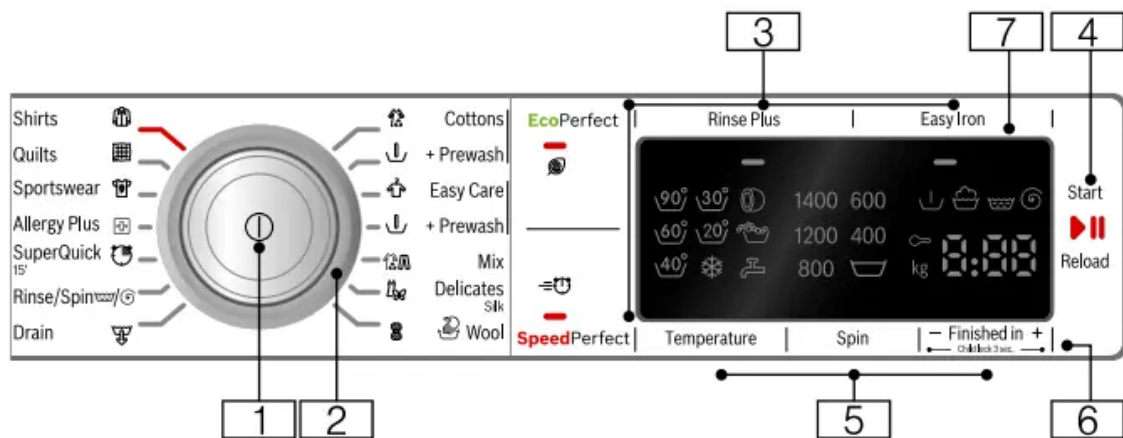 3
7
4
Shirts
Quilts
Sportswear
Allergy Plus
SuperQuick
15'
Rinse/Spin /
Drain
Cottons
+ Prewash
Easy Care
+ Prewash
Mix
Delicates
Silk
Wool
EcoPerfect
SpeedPerfect
Rinse Plus
Easy Iron
90° 30° 1400 600
60° 20° 1200 400
40° 800 kg 8:88
Temperature
Spin
– Finished in +
Child lock 3 sec.
Start
Reload
1
2
5
6